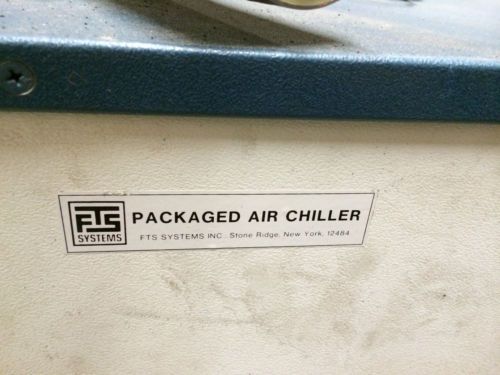 FTS
SYSTEMS
PACKAGED AIR CHILLER
FTS SYSTEMS INC. Stone Ridge, New York, 12484